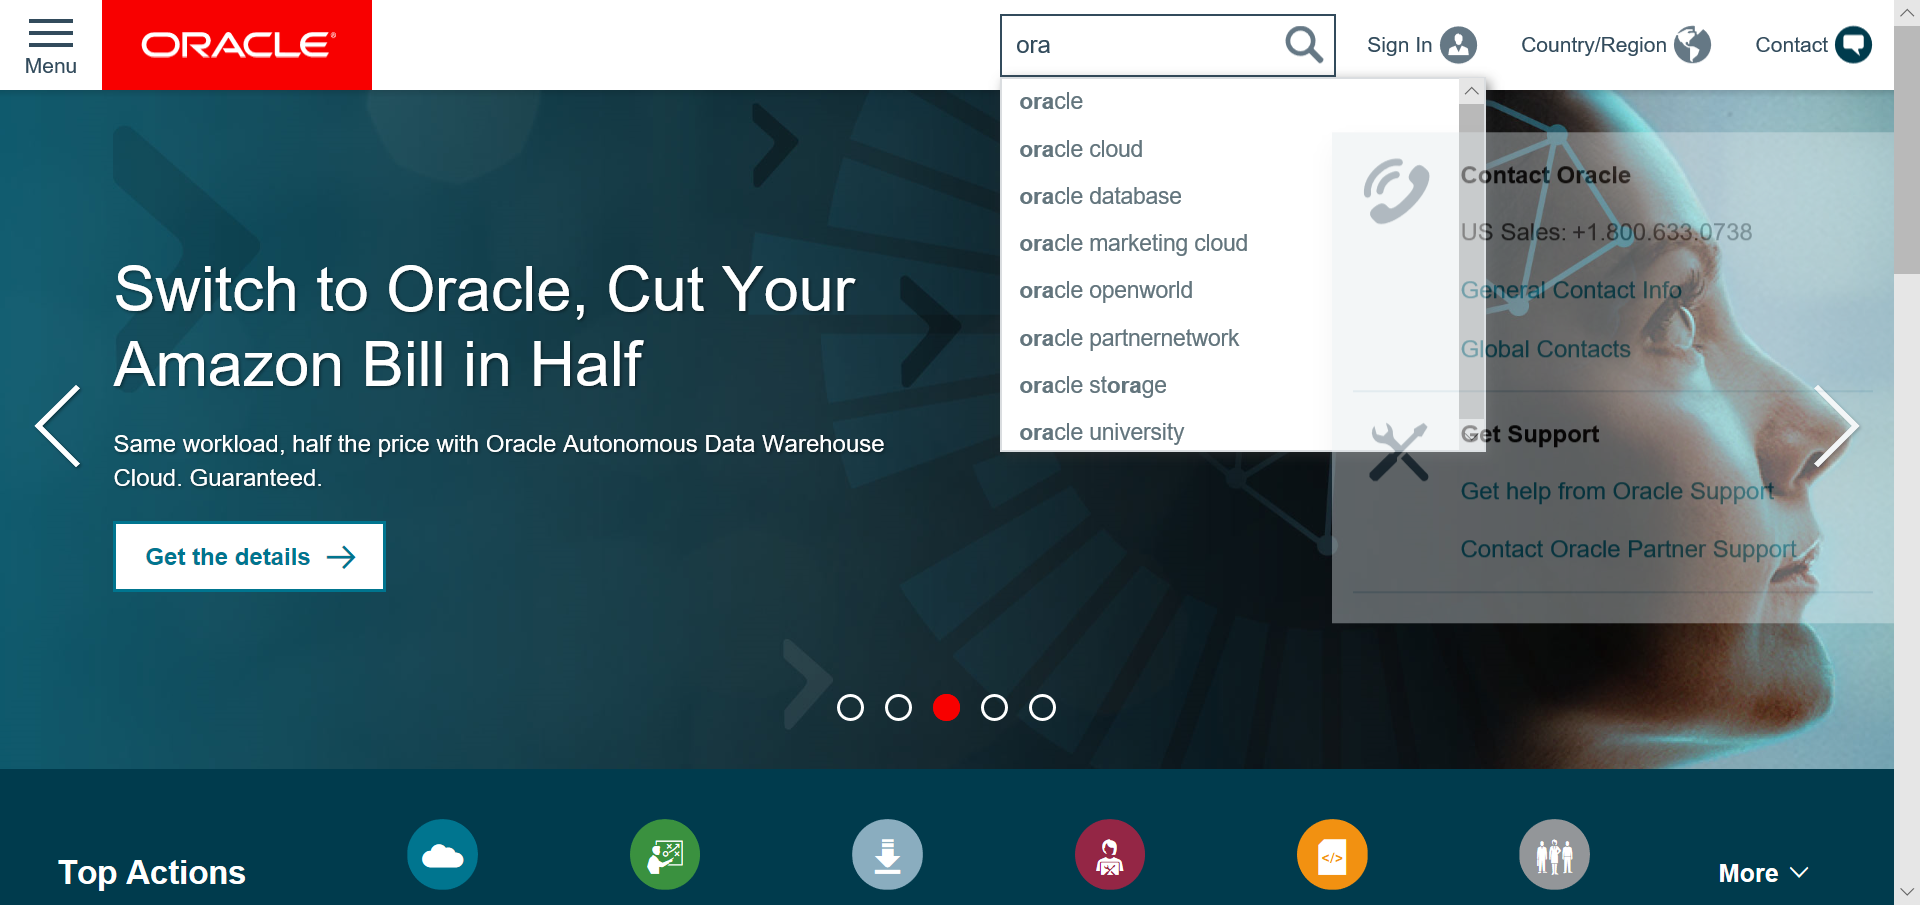 Menu
ORACLE®
ora
Sign In
Country/Region
Contact
oracle
oracle cloud
oracle database
oracle marketing cloud
oracle openworld
oracle partnernetwork
oracle storage
oracle university
Contact Oracle
US Sales: +1.800.633.0738
General Contact Info
Global Contacts
Get Support
Get help from Oracle Support
Contact Oracle Partner Support
Switch to Oracle, Cut Your
Amazon Bill in Half
Same workload, half the price with Oracle Autonomous Data Warehouse
Cloud. Guaranteed.
Get the details
Top Actions
</>
More